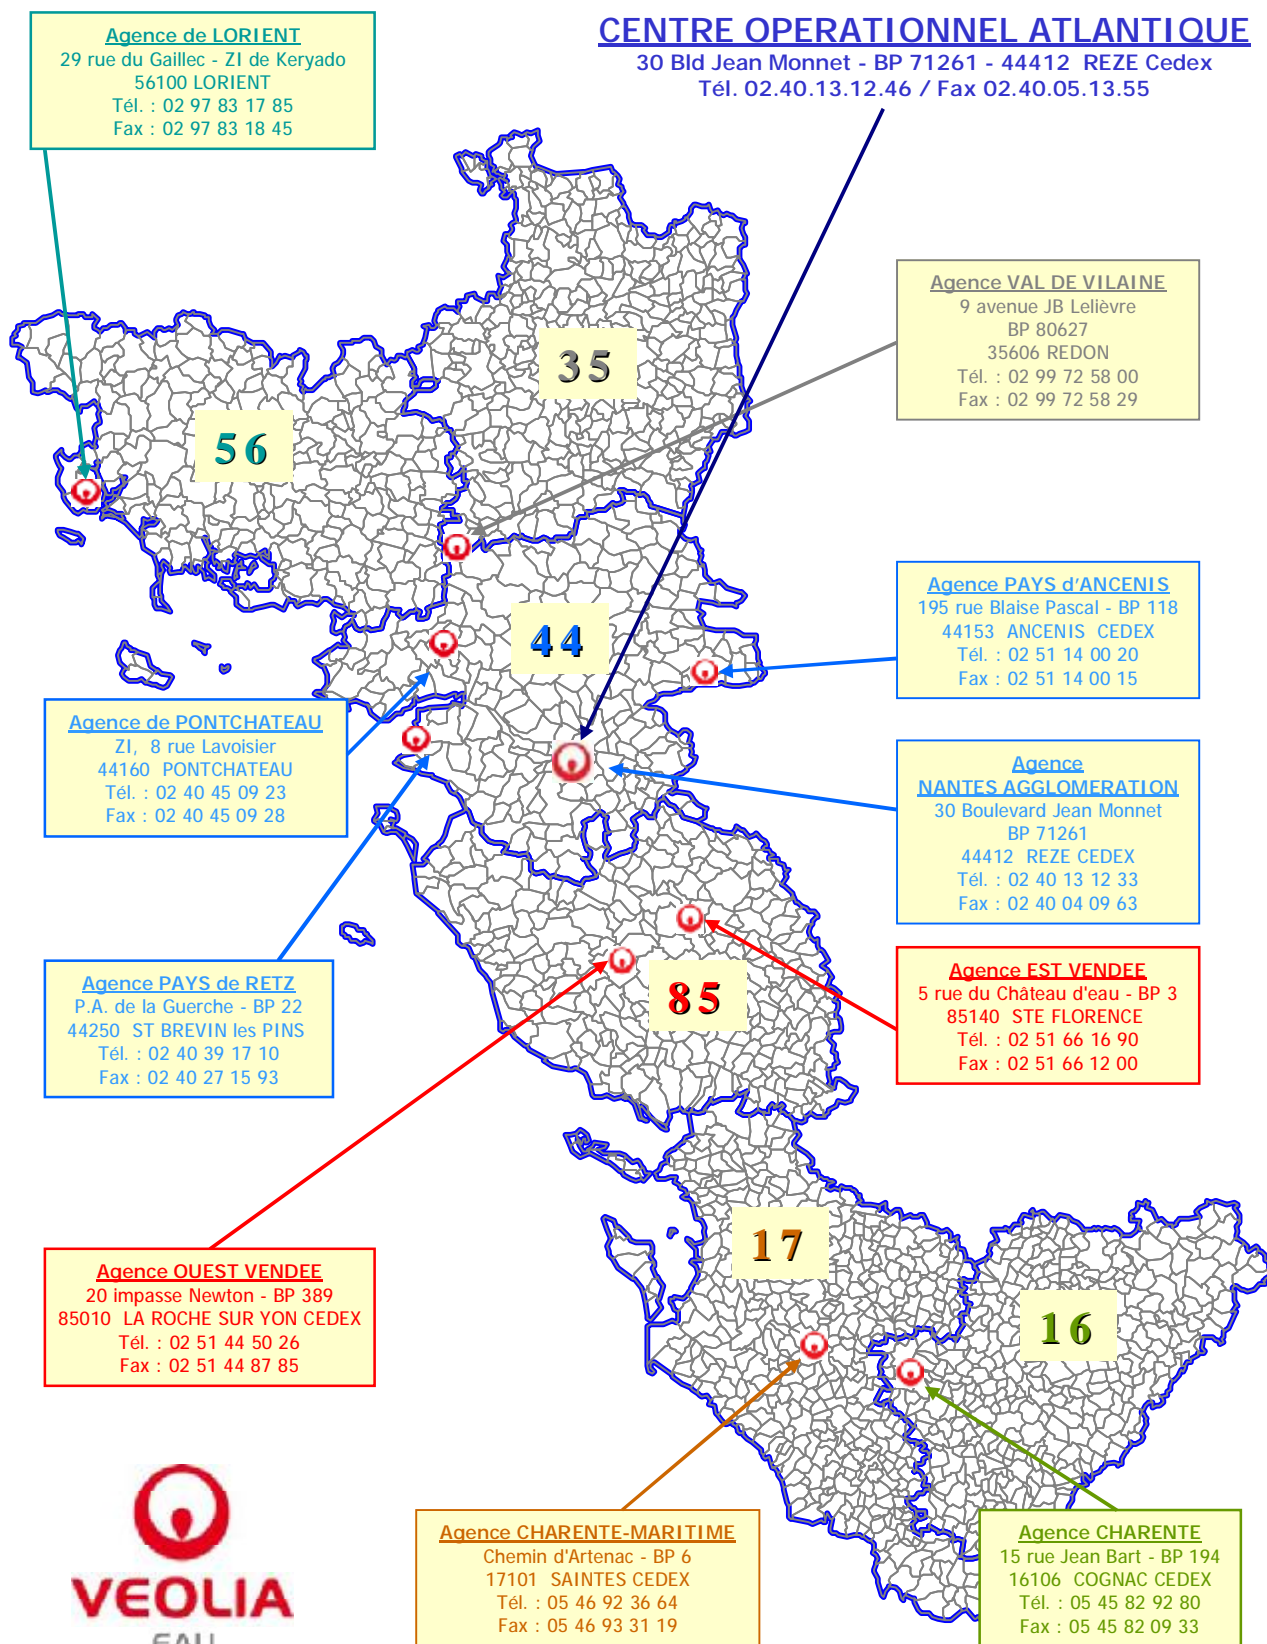 CENTRE OPERATIONNEL ATLANTIQUE
30 Bld Jean Monnet - BP 71261 - 44412 REZE Cedex
Tél. 02.40.13.12.46 / Fax 02.40.05.13.55
Agence de LORIENT
29 rue du Gaillec - ZI de Keryado
56100 LORIENT
Tél. : 02 97 83 17 85
Fax : 02 97 83 18 45
Agence VAL DE VILAINE
9 avenue JB Lelièvre
BP 80627
35606 REDON
Tél. : 02 99 72 58 00
Fax : 02 99 72 58 29
35
56
44
Agence PAYS d'ANCENIS
195 rue Blaise Pascal - BP 118
44153 ANCENIS CEDEX
Tél. : 02 51 14 00 20
Fax : 02 51 14 00 15
Agence de PONTCHATEAU
ZI, 8 rue Lavoisier
44160 PONTCHATEAU
Tél. : 02 40 45 09 23
Fax : 02 40 45 09 28
Agence
NANTES AGGLOMERATION
30 Boulevard Jean Monnet
BP 71261
44412 REZE CEDEX
Tél. : 02 40 13 12 33
Fax : 02 40 04 09 63
Agence PAYS de RETZ
P.A. de la Guerche - BP 22
44250 ST BREVIN les PINS
Tél. : 02 40 39 17 10
Fax : 02 40 27 15 93
85
Agence EST VENDEE
5 rue du Château d'eau - BP 3
85140 STE FLORENCE
Tél. : 02 51 66 16 90
Fax : 02 51 66 12 00
17
Agence OUEST VENDEE
20 impasse Newton - BP 389
85010 LA ROCHE SUR YON CEDEX
Tél. : 02 51 44 50 26
Fax : 02 51 44 87 85
16
Agence CHARENTE-MARITIME
Chemin d'Artenac - BP 6
17101 SAINTES CEDEX
Tél. : 05 46 92 36 64
Fax : 05 46 93 31 19
Agence CHARENTE
15 rue Jean Bart - BP 194
16106 COGNAC CEDEX
Tél. : 05 45 82 92 80
Fax : 05 45 82 09 33
VEOLIA
EAU